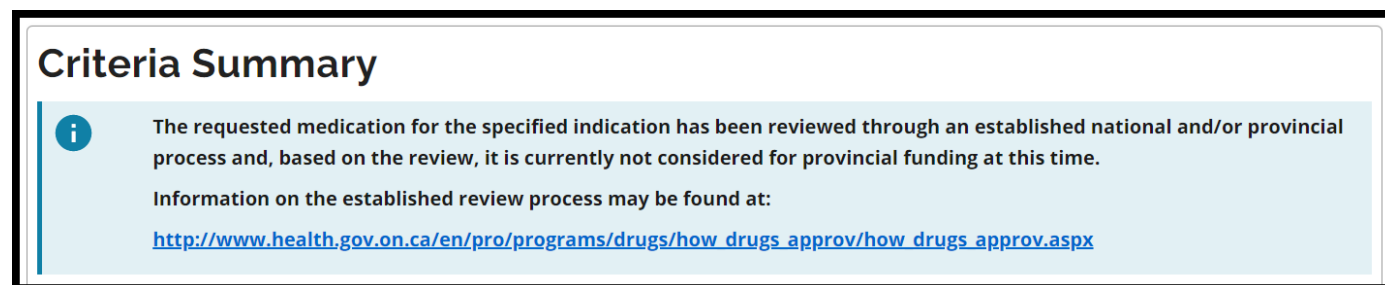 Criteria Summary
The requested medication for the specified indication has been reviewed through an established national and/or provincial
process and, based on the review, it is currently not considered for provincial funding at this time.
Information on the established review process may be found at:
http://www.health.gov.on.ca/en/pro/programs/drugs/how_drugs_approv/how_drugs_approv.aspx